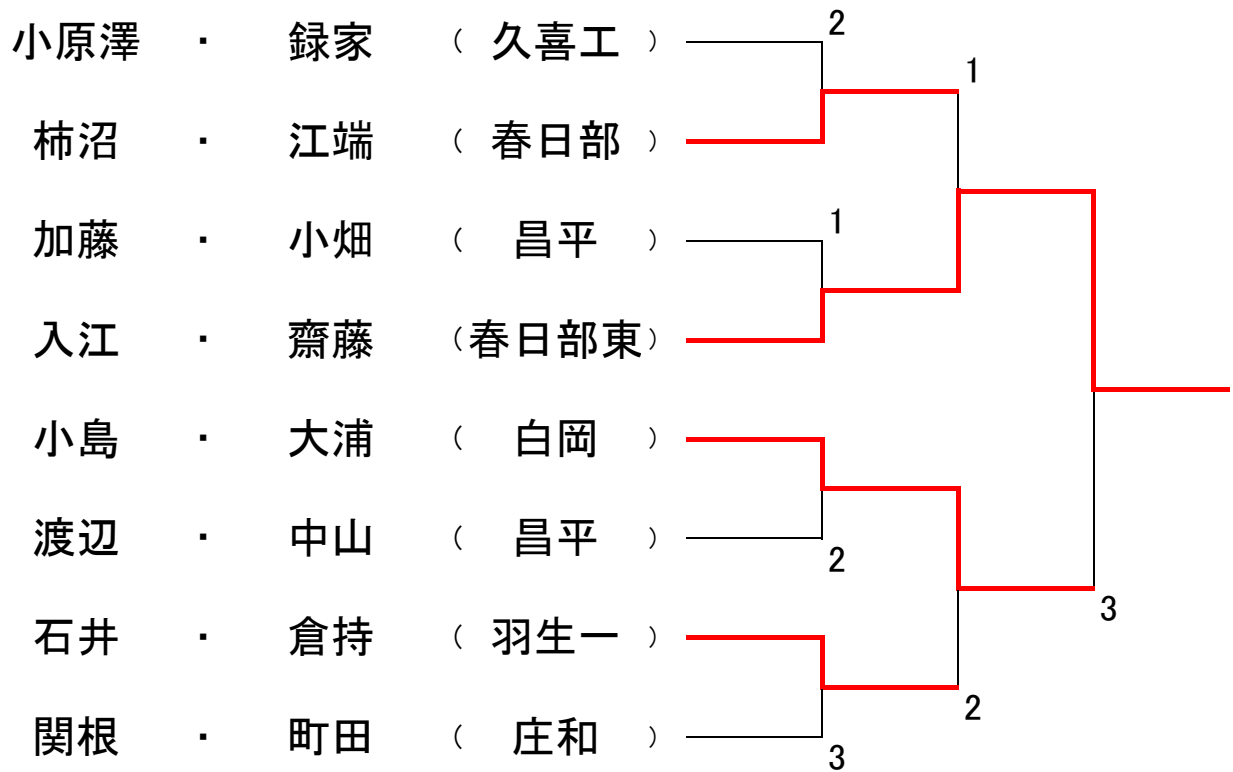 小原澤 ・ 録家 ( 久喜工 ) 2
1
柿沼 ・ 江端 ( 春日部 )
加藤 ・ 小畑 ( 昌平 ) 1
入江 ・ 齋藤 ( 春日部東 )
小島 ・ 大浦 ( 白岡 )
渡辺 ・ 中山 ( 昌平 ) 2
3
石井 ・ 倉持 ( 羽生一 )
2
関根 ・ 町田 ( 庄和 ) 3